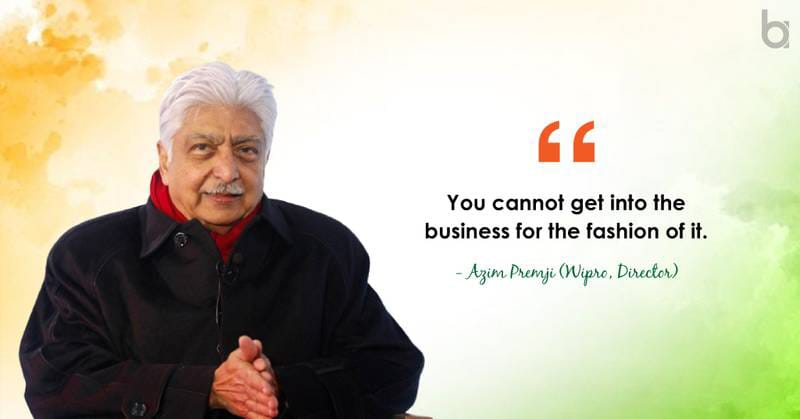 You cannot get into the
business for the fashion of it.
- Azim Premji (Wipro, Director)